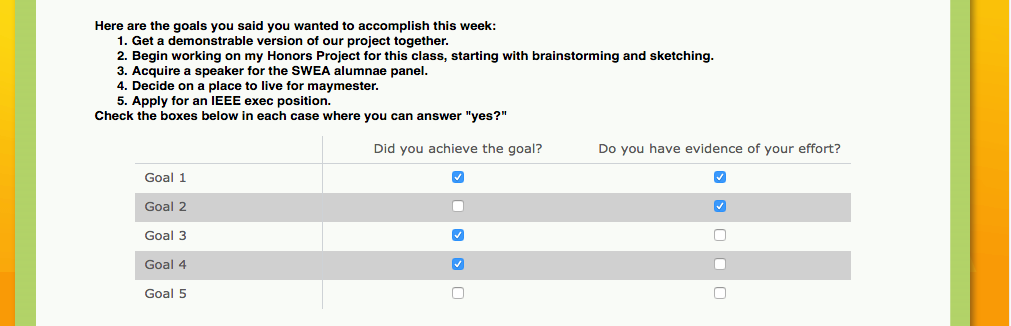 Here are the goals you said you wanted to accomplish this week:
1. Get a demonstrable version of our project together.
2. Begin working on my Honors Project for this class, starting with brainstorming and sketching.
3. Acquire a speaker for the SWEA alumnae panel.
4. Decide on a place to live for maymester.
5. Apply for an IEEE exec position.
Check the boxes below in each case where you can answer "yes?"
Did you achieve the goal? Do you have evidence of your effort?
Goal 1
Goal 2
Goal 3
Goal 4
Goal 5